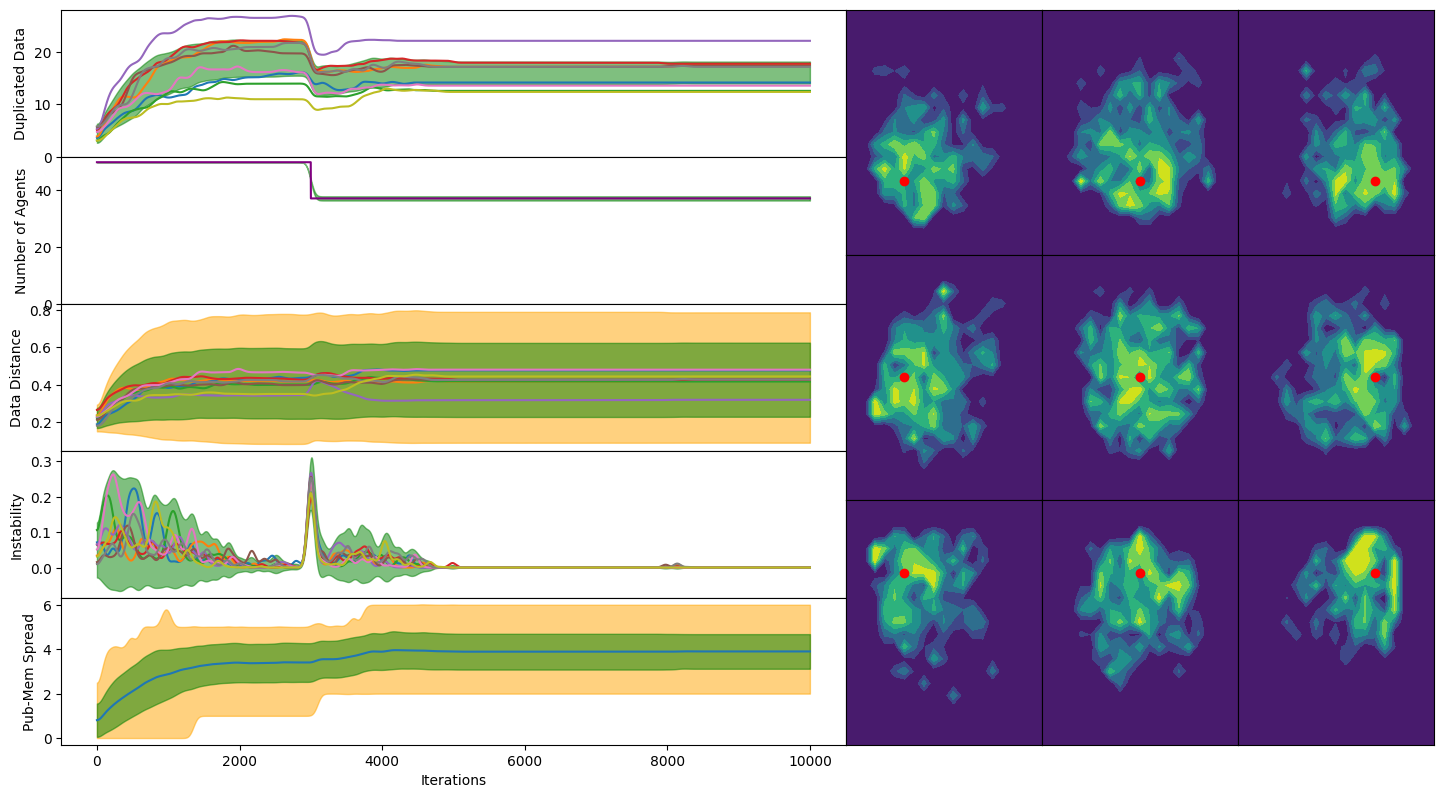 Duplicated Data
20
10
0
Number of Agents
40
20
0
Data Distance
0.8
0.6
0.4
0.2
Instability
0.3
0.2
0.1
0.0
Pub-Mem Spread
6
4
2
0
0 2000 4000 6000 8000 10000
Iterations